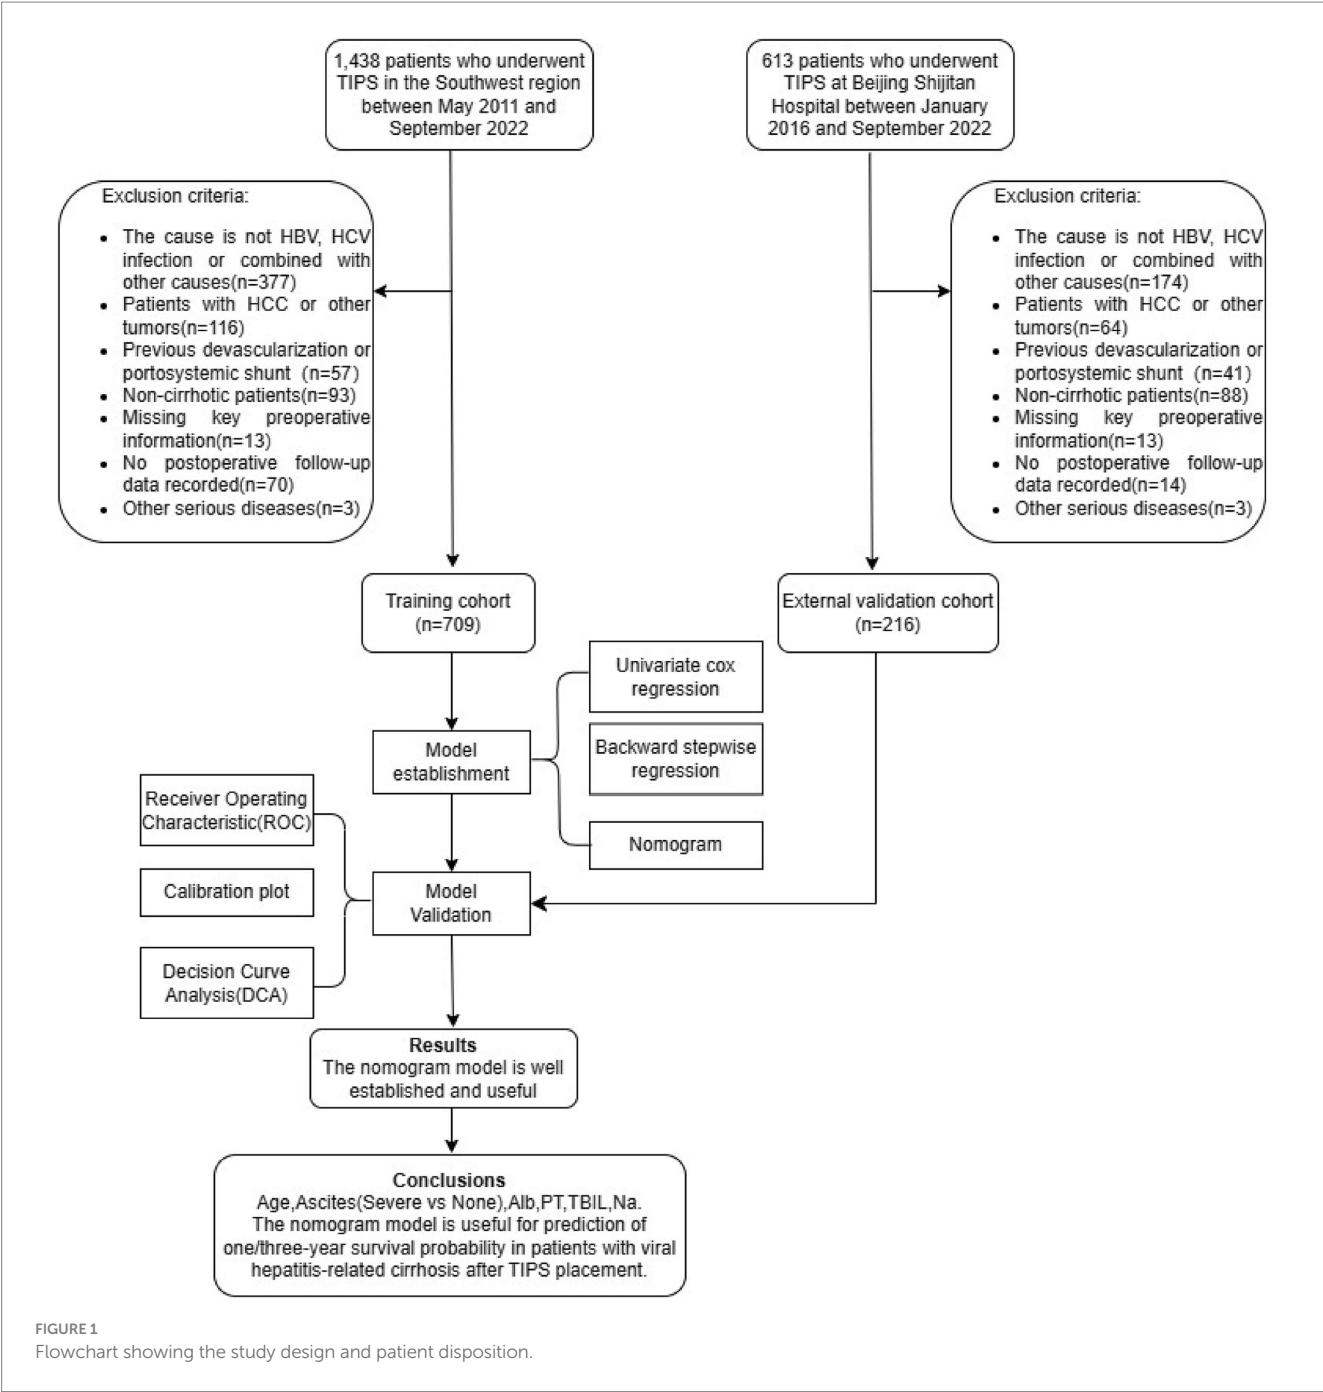 1,438 patients who underwent
TIPS in the Southwest region
between May 2011 and
September 2022
613 patients who underwent
TIPS at Beijing Shijitan
Hospital between January
2016 and September 2022
Exclusion criteria:
• The cause is not HBV, HCV
infection or combined with
other causes(n=377)
• Patients with HCC or other
tumors(n=116)
• Previous devascularization or
portosystemic shunt (n=57)
• Non-cirrhotic patients(n=93)
• Missing key preoperative
information(n=13)
• No postoperative follow-up
data recorded(n=70)
• Other serious diseases(n=3)
Exclusion criteria:
• The cause is not HBV, HCV
infection or combined with
other causes(n=174)
• Patients with HCC or other
tumors(n=64)
• Previous devascularization or
portosystemic shunt (n=41)
• Non-cirrhotic patients(n=88)
• Missing key preoperative
information(n=13)
• No postoperative follow-up
data recorded(n=14)
• Other serious diseases(n=3)
Training cohort
(n=709)
External validation cohort
(n=216)
Univariate cox
regression
Model
establishment
Backward stepwise
regression
Nomogram
Receiver Operating
Characteristic(ROC)
Calibration plot
Model
Validation
Decision Curve
Analysis(DCA)
Results
The nomogram model is well
established and useful
Conclusions
Age,Ascites(Severe vs None),Alb,PT,TBIL,Na.
The nomogram model is useful for prediction of
one/three-year survival probability in patients with viral
hepatitis-related cirrhosis after TIPS placement.
FIGURE 1
Flowchart showing the study design and patient disposition.